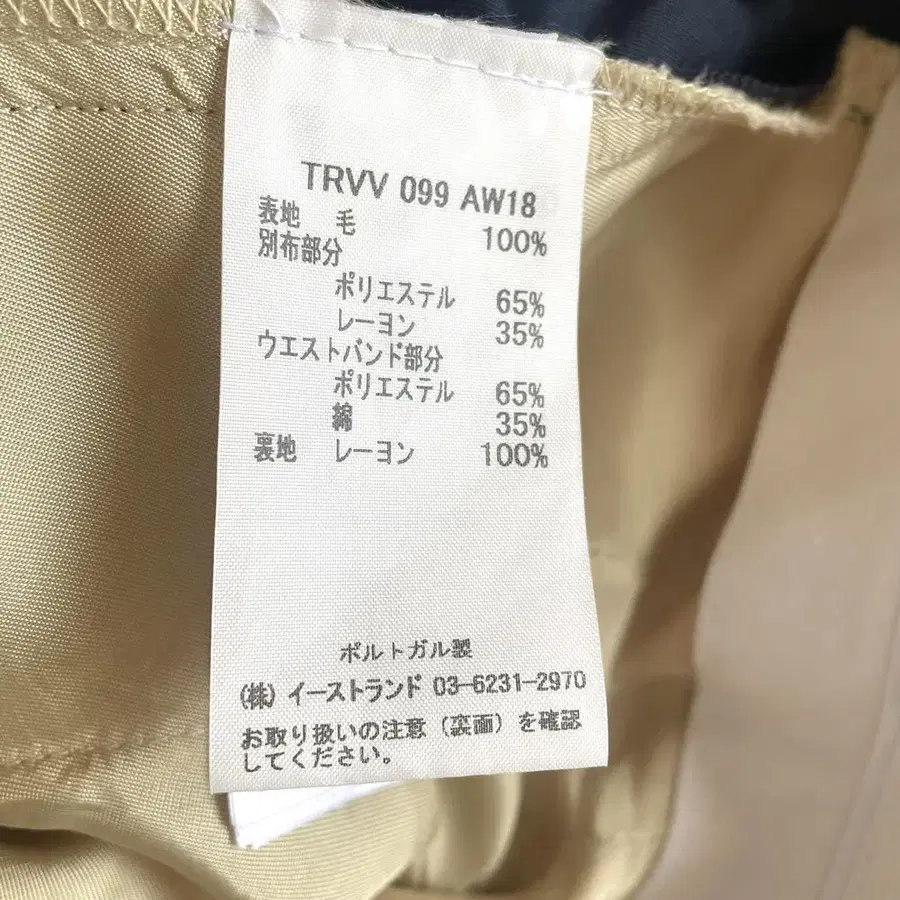 TRVV 099 AW18
表地 毛 100%
別布部分
ポリエステル 65%
レーヨン 35%
ウエストバンド部分
ポリエステル 65%
綿 35%
裏地 レーヨン 100%
ポルトガル製
(株)イーストランド 03-6231-2970
お取り扱いの注意(裏面)を確認
してください。